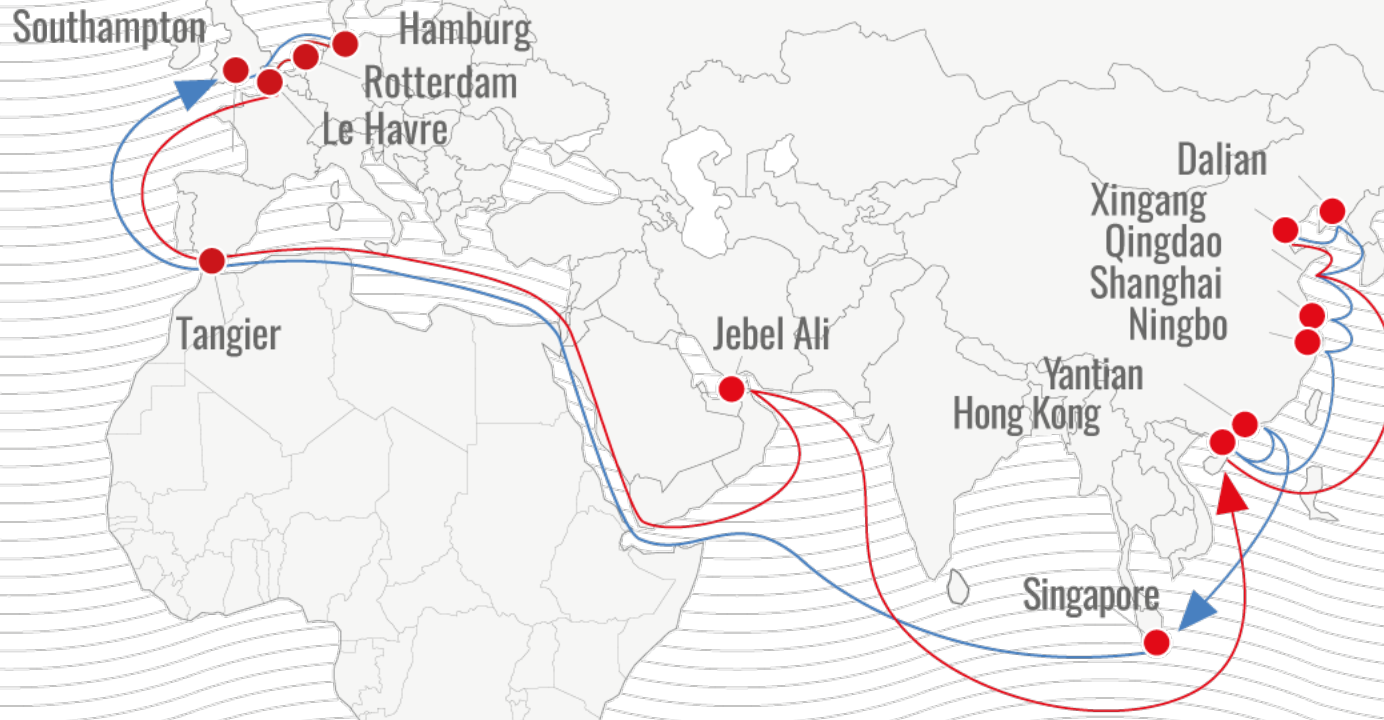 Southampton
Hamburg
Rotterdam
Le Havre
Dalian
Xingang
Qingdao
Shanghai
Ningbo
Tangier
Jebel Ali
Yantian
Hong Kong
Singapore